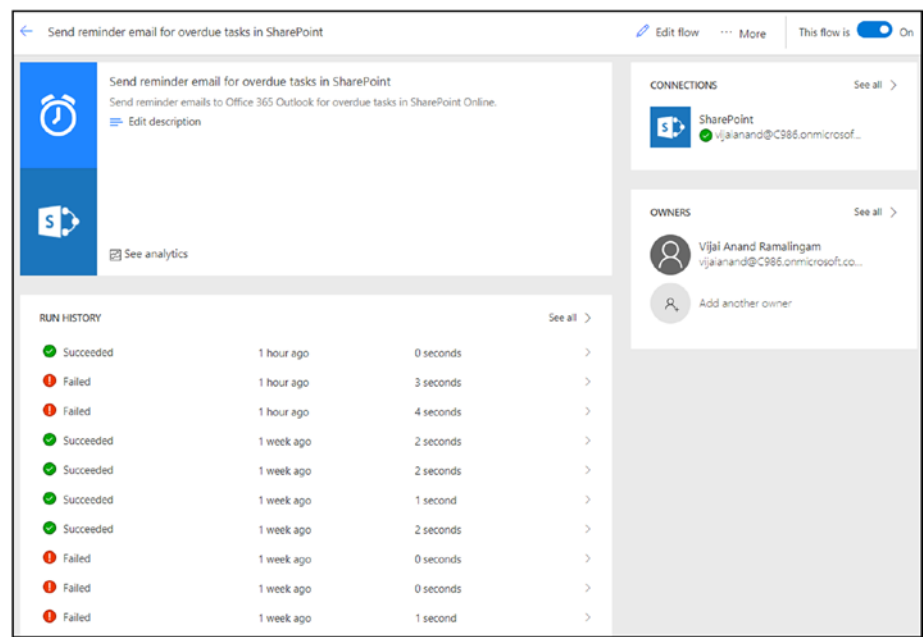 Send reminder email for overdue tasks in SharePoint
Edit flow ··· More This flow is On
Send reminder email for overdue tasks in SharePoint
Send reminder emails to Office 365 Outlook for overdue tasks in SharePoint Online.
Edit description
S
See analytics
CONNECTIONS See all >
S
SharePoint
vijaianand@C986.onmicrosof...
OWNERS See all >
Vijai Anand Ramalingam
vijaianand@C986.onmicrosoft.co...
Add another owner
RUN HISTORY See all >
Succeeded 1 hour ago 0 seconds >
Failed 1 hour ago 3 seconds >
Failed 1 hour ago 4 seconds >
Succeeded 1 week ago 2 seconds >
Succeeded 1 week ago 2 seconds >
Succeeded 1 week ago 1 second >
Succeeded 1 week ago 2 seconds >
Failed 1 week ago 0 seconds >
Failed 1 week ago 0 seconds >
Failed 1 week ago 1 second >